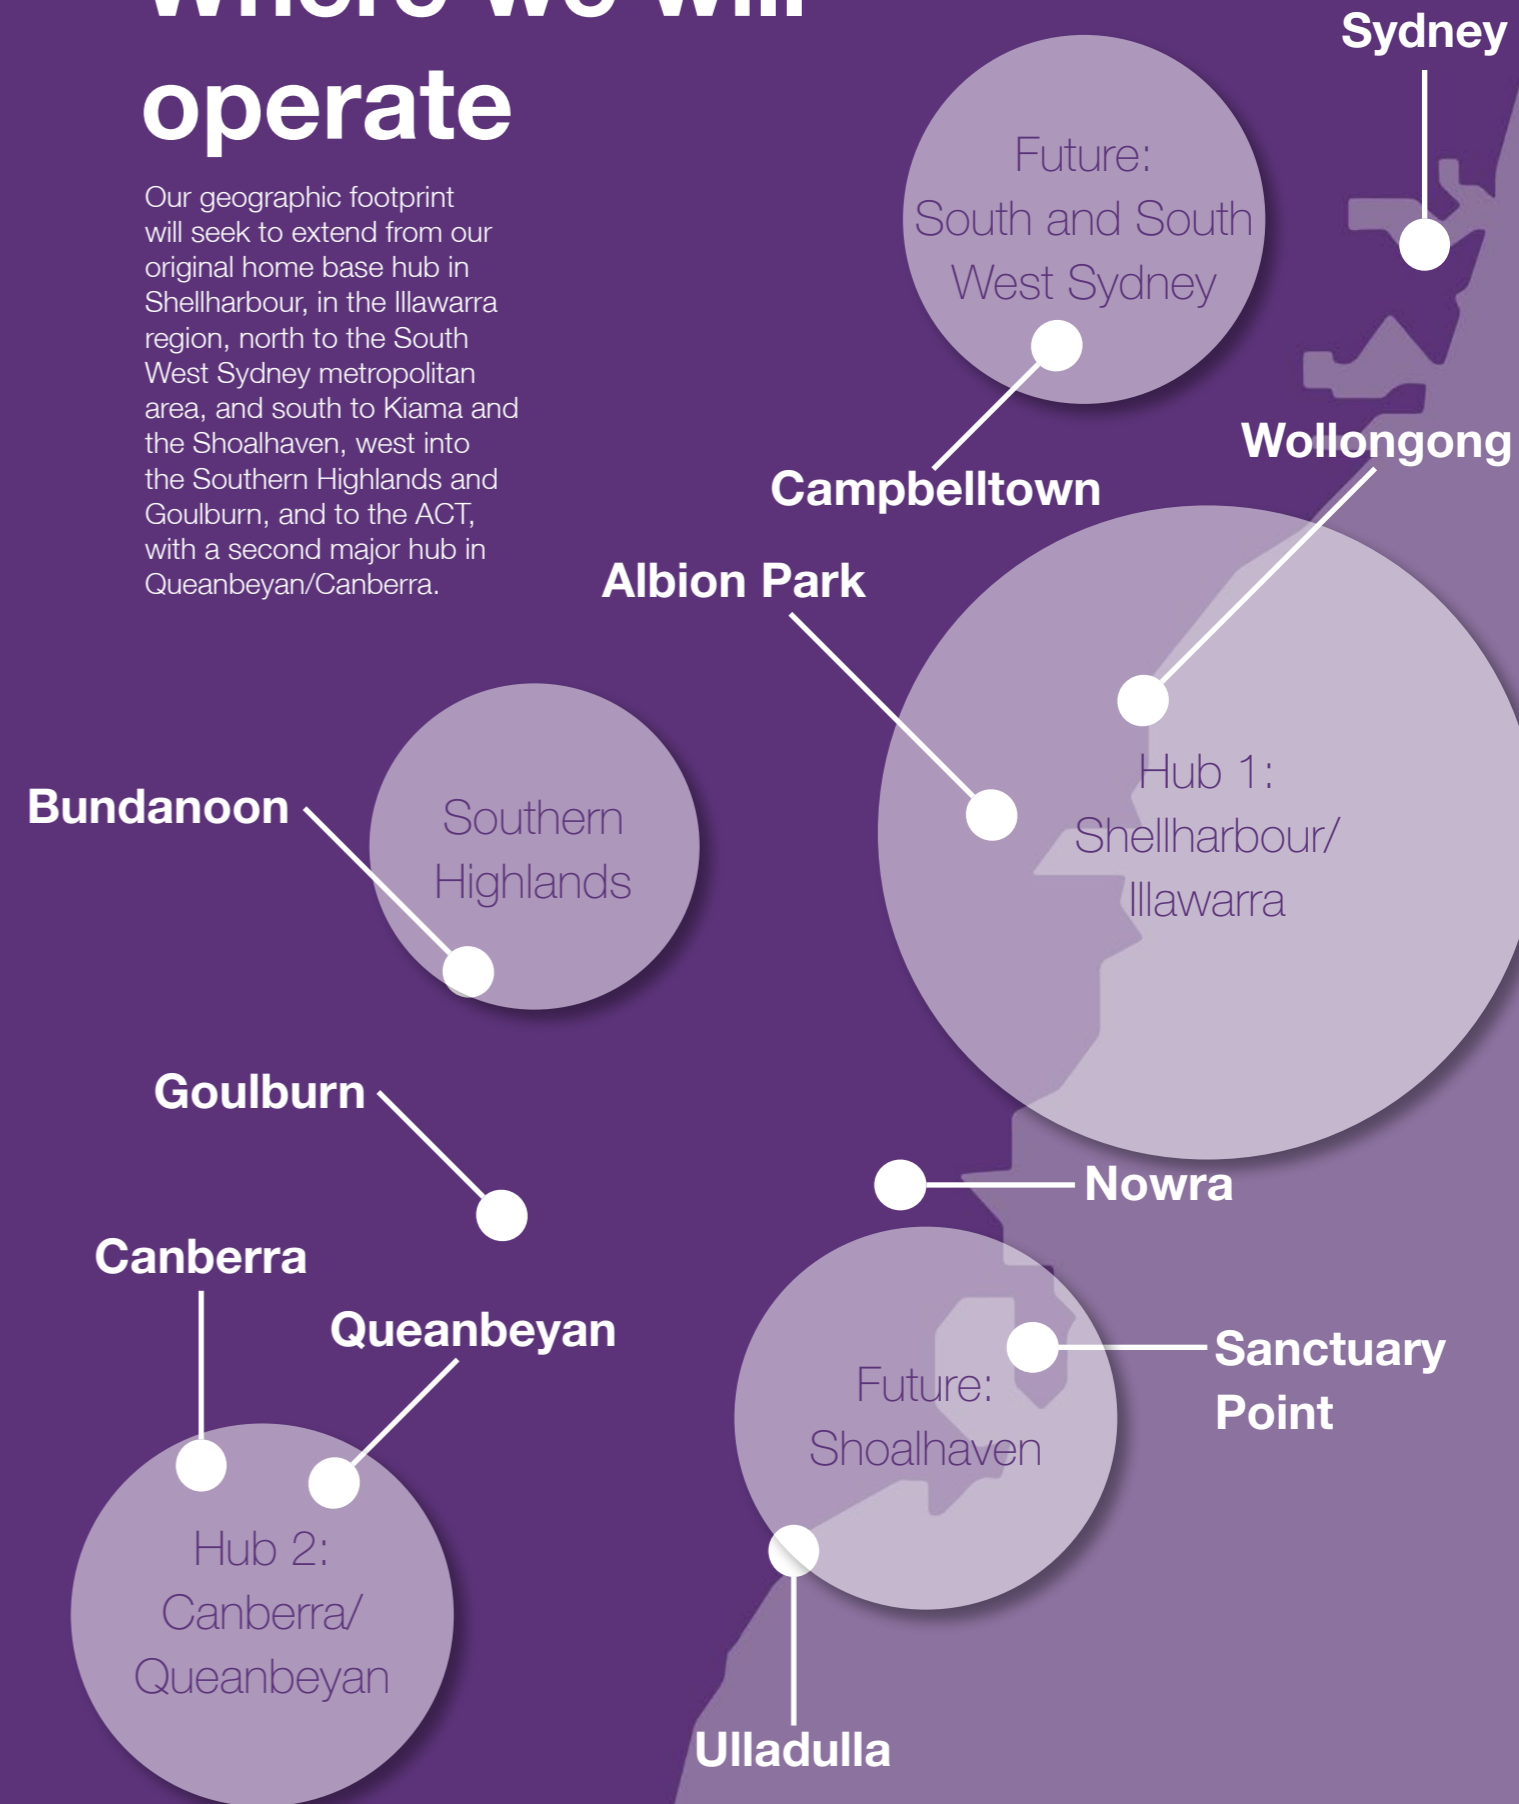 Where we will
operate
Our geographic footprint
will seek to extend from our
original home base hub in
Shellharbour, in the Illawarra
region, north to the South
West Sydney metropolitan
area, and south to Kiama and
the Shoalhaven, west into
the Southern Highlands and
Goulburn, and to the ACT,
with a second major hub in
Queanbeyan/Canberra.
Sydney
Future:
South and South
West Sydney
Wollongong
Campbelltown
Albion Park
Hub 1:
Shellharbour/
Illawarra
Bundanoon
Southern
Highlands
Goulburn
Nowra
Canberra
Queanbeyan
Sanctuary
Point
Future:
Shoalhaven
Hub 2:
Canberra/
Queanbeyan
Ulladulla